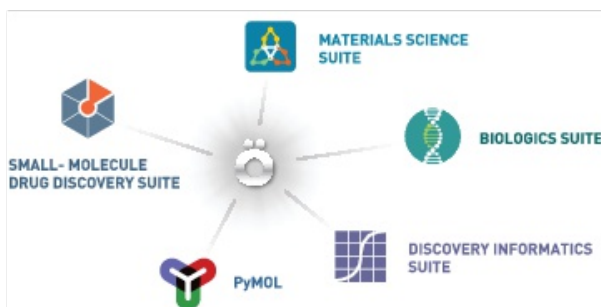 MATERIALS SCIENCE
SUITE
BIOLOGICS SUITE
SMALL- MOLECULE
DRUG DISCOVERY SUITE
ö
DISCOVERY INFORMATICS
SUITE
PyMOL